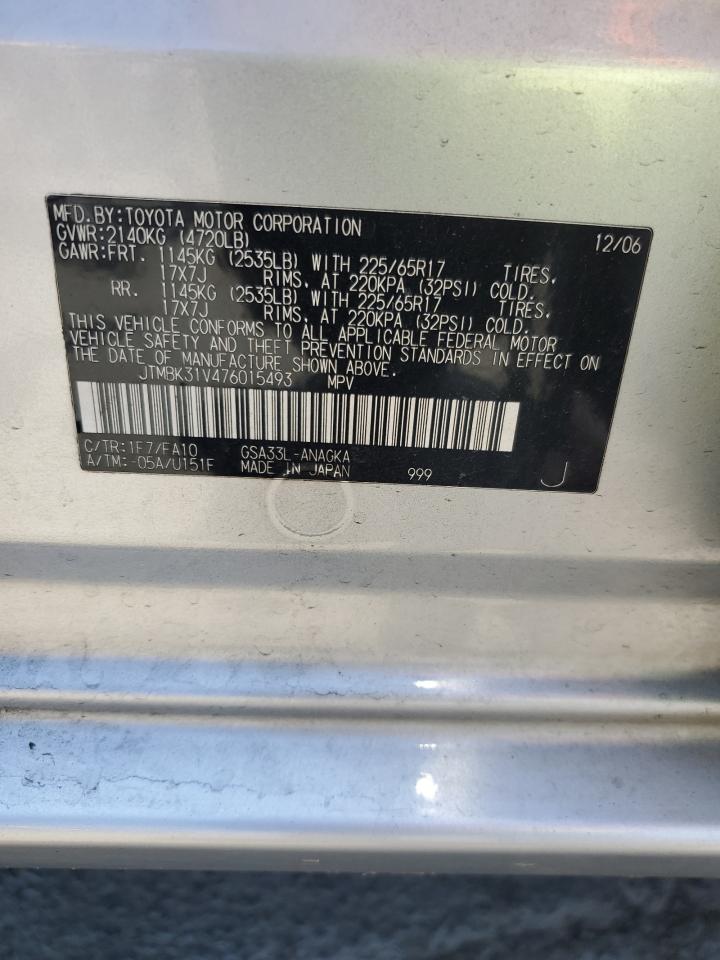 MFD.BY:TOYOTA MOTOR CORPORATION 12/06
GVWR:2140KG (4720LB)
GAWR:FRT. 1145KG (2535LB) WITH 225/65R17 TIRES,
17X7J RIMS, AT 220KPA (32PSI) COLD.
RR. 1145KG (2535LB) WITH 225/65R17 TIRES,
17X7J RIMS, AT 220KPA (32PSI) COLD.
THIS VEHICLE CONFORMS TO ALL APPLICABLE FEDERAL MOTOR
VEHICLE SAFETY AND THEFT PREVENTION STANDARDS IN EFFECT ON
THE DATE OF MANUFACTURE SHOWN ABOVE.
JTMBK31V476015493 MPV
C/TR:1F7/FA10 GSA33L-ANAGKA
A/TM:-05A/U151F MADE IN JAPAN 999 J